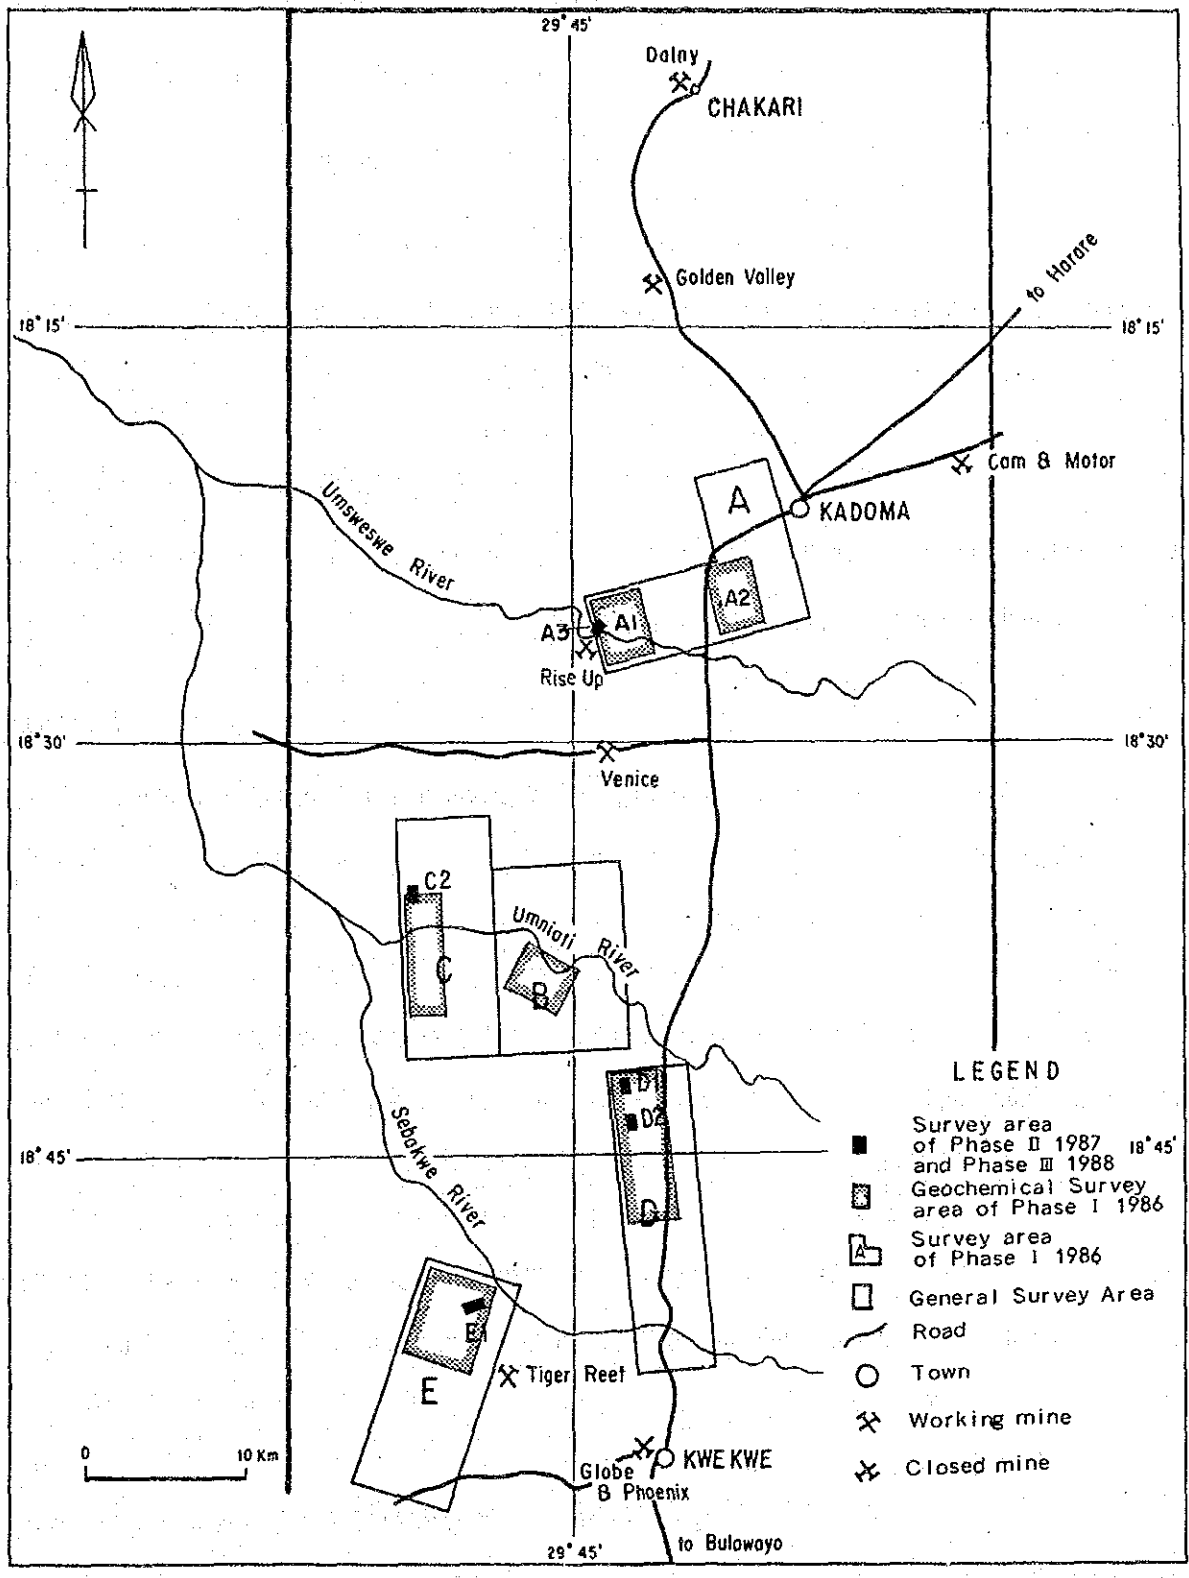 29° 45'
Dalny
CHAKARI
to Harare
Golden Valley
18° 15'
18° 15'
Cam & Motor
A
KADOMA
Umsweswe River
A2
A1
A3
Rise Up
18° 30'
18° 30'
Venice
C2
Umniati River
C
B
LEGEND
D1
D2
Survey area
of Phase II 1987
and Phase III 1988
18° 45'
18° 45'
Sebakwe River
Geochemical Survey
area of Phase I 1986
D
A
Survey area
of Phase I 1986
General Survey Area
E1
Road
Tiger Reef
Town
E
Working mine
0
10 Km
KWE KWE
Closed mine
Globe
& Phoenix
to Bulawayo
29° 45'